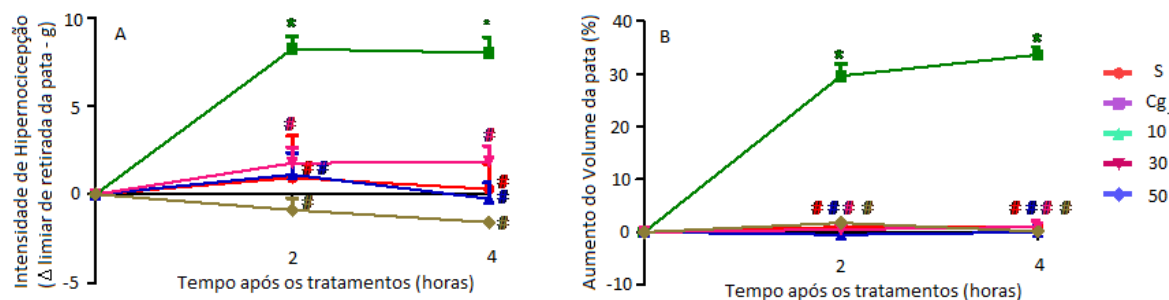 A
B
Intensidade de Hipernocicepção
(Δ limiar de retirada da pata - g)
10
5
0
-5
2
4
Tempo após os tratamentos (horas)
*
*
#
#
# #
#
#
#
#
Aumento do Volume da pata (%)
40
30
20
10
0
-10
2
4
Tempo após os tratamentos (horas)
*
*
# # # #
# # # #
S
Cg
10
30
50